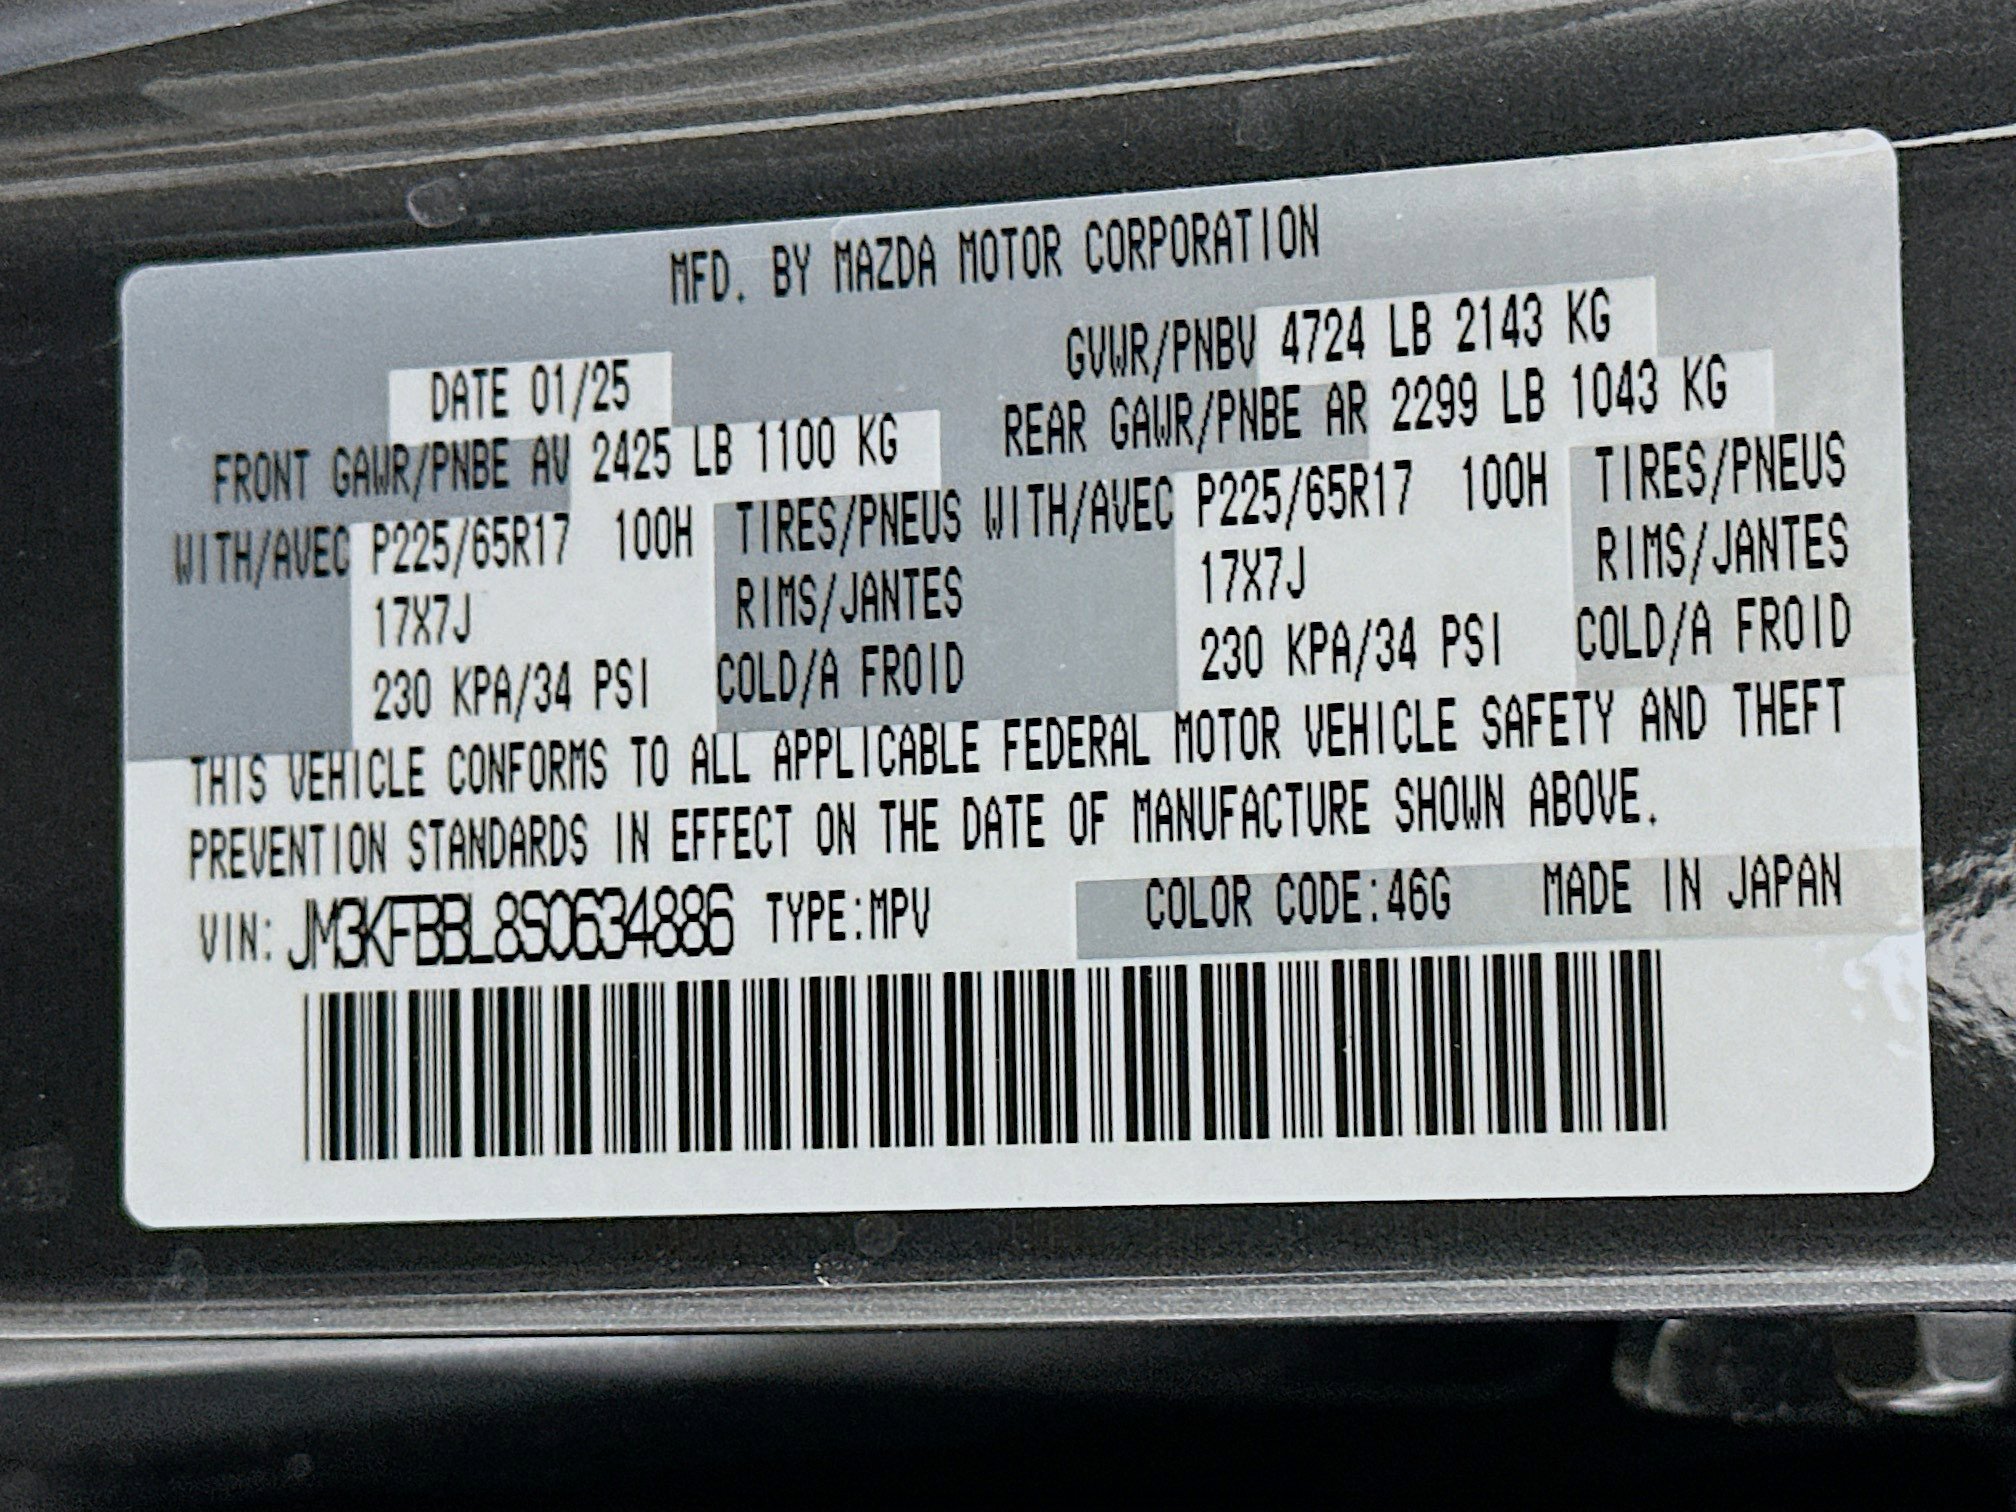 MFD. BY MAZDA MOTOR CORPORATION
DATE 01/25 GVWR/PNBV 4724 LB 2143 KG
FRONT GAWR/PNBE AV 2425 LB 1100 KG REAR GAWR/PNBE AR 2299 LB 1043 KG
WITH/AVEC P225/65R17 100H TIRES/PNEUS WITH/AVEC P225/65R17 100H TIRES/PNEUS
17X7J RIMS/JANTES 17X7J RIMS/JANTES
230 KPA/34 PSI COLD/A FROID 230 KPA/34 PSI COLD/A FROID
THIS VEHICLE CONFORMS TO ALL APPLICABLE FEDERAL MOTOR VEHICLE SAFETY AND THEFT
PREVENTION STANDARDS IN EFFECT ON THE DATE OF MANUFACTURE SHOWN ABOVE.
VIN: JM3KFBBL8S0634886 TYPE:MPV COLOR CODE:46G MADE IN JAPAN